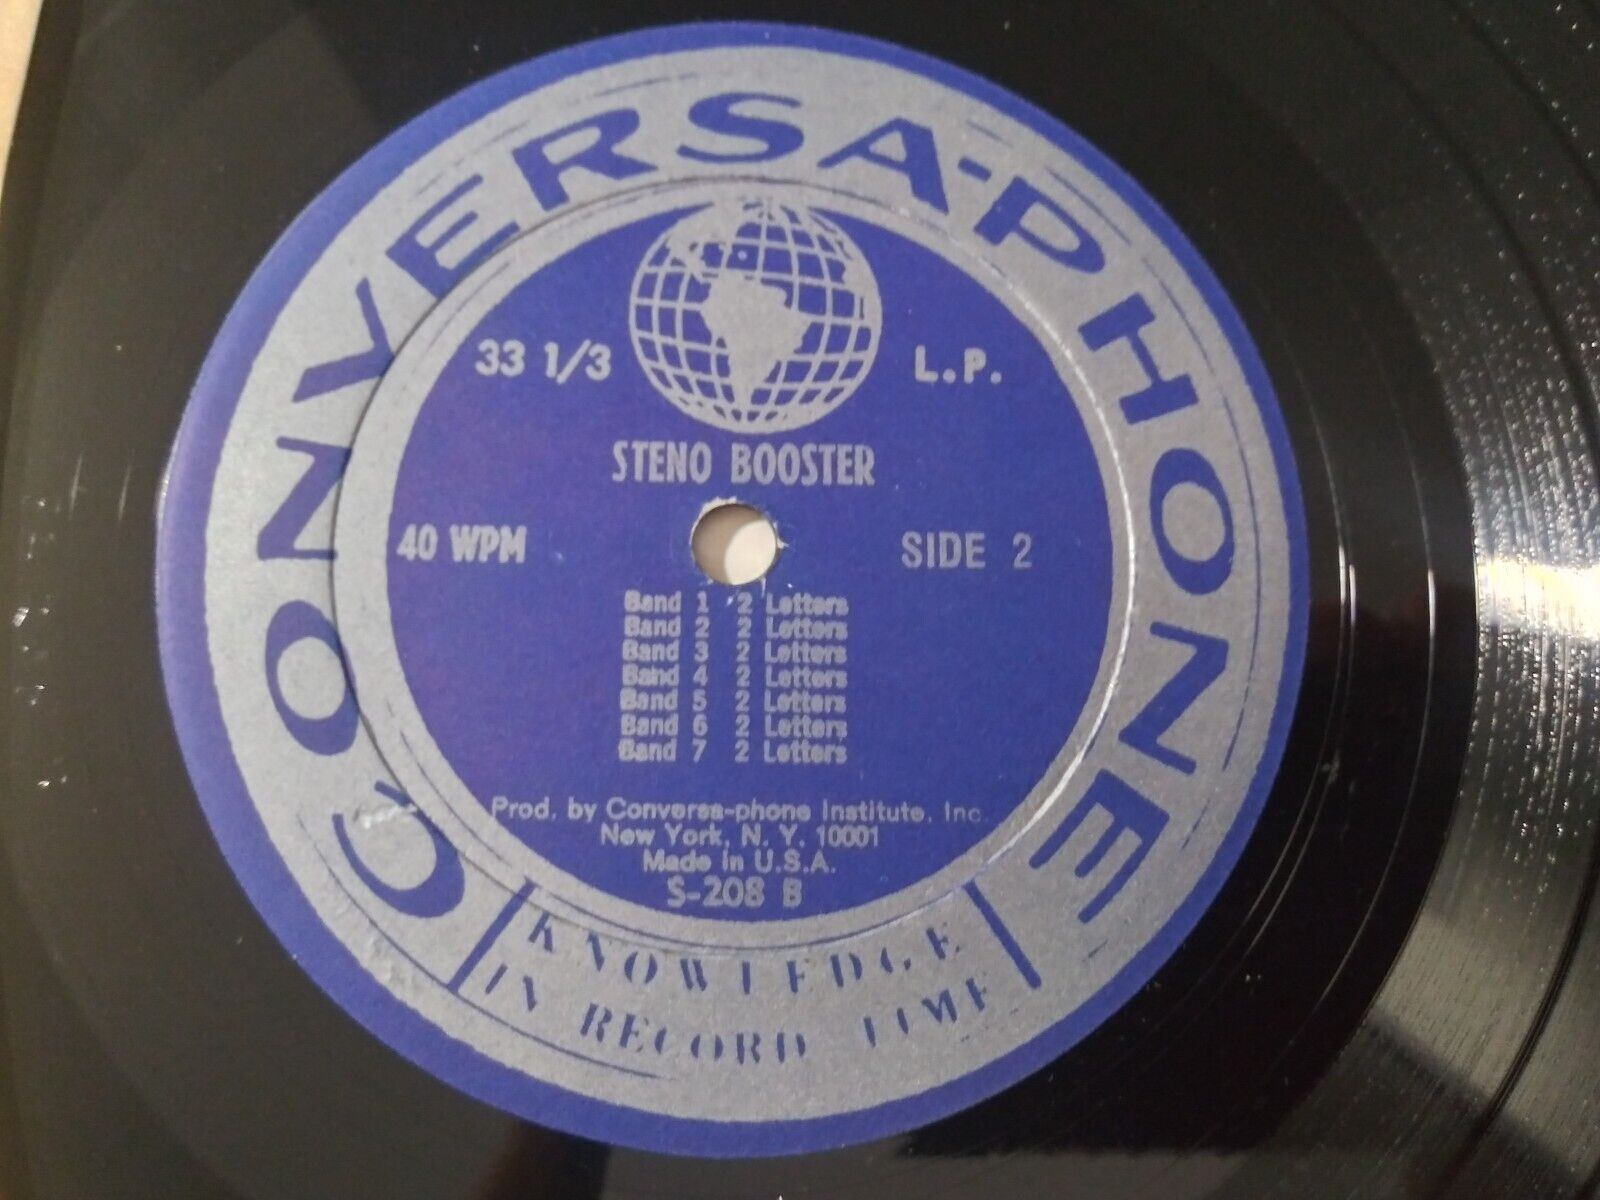 CONVERSA-PHONE
33 1/3 L.P.
STENO BOOSTER
40 WPM SIDE 2
Band 1 2 Letters
Band 2 2 Letters
Band 3 2 Letters
Band 4 2 Letters
Band 5 2 Letters
Band 6 2 Letters
Band 7 2 Letters
Prod. by Conversa-phone Institute, Inc.
New York, N. Y. 10001
Made in U.S.A.
S-208 B
KNOWLEDGE
IN RECORD TIME